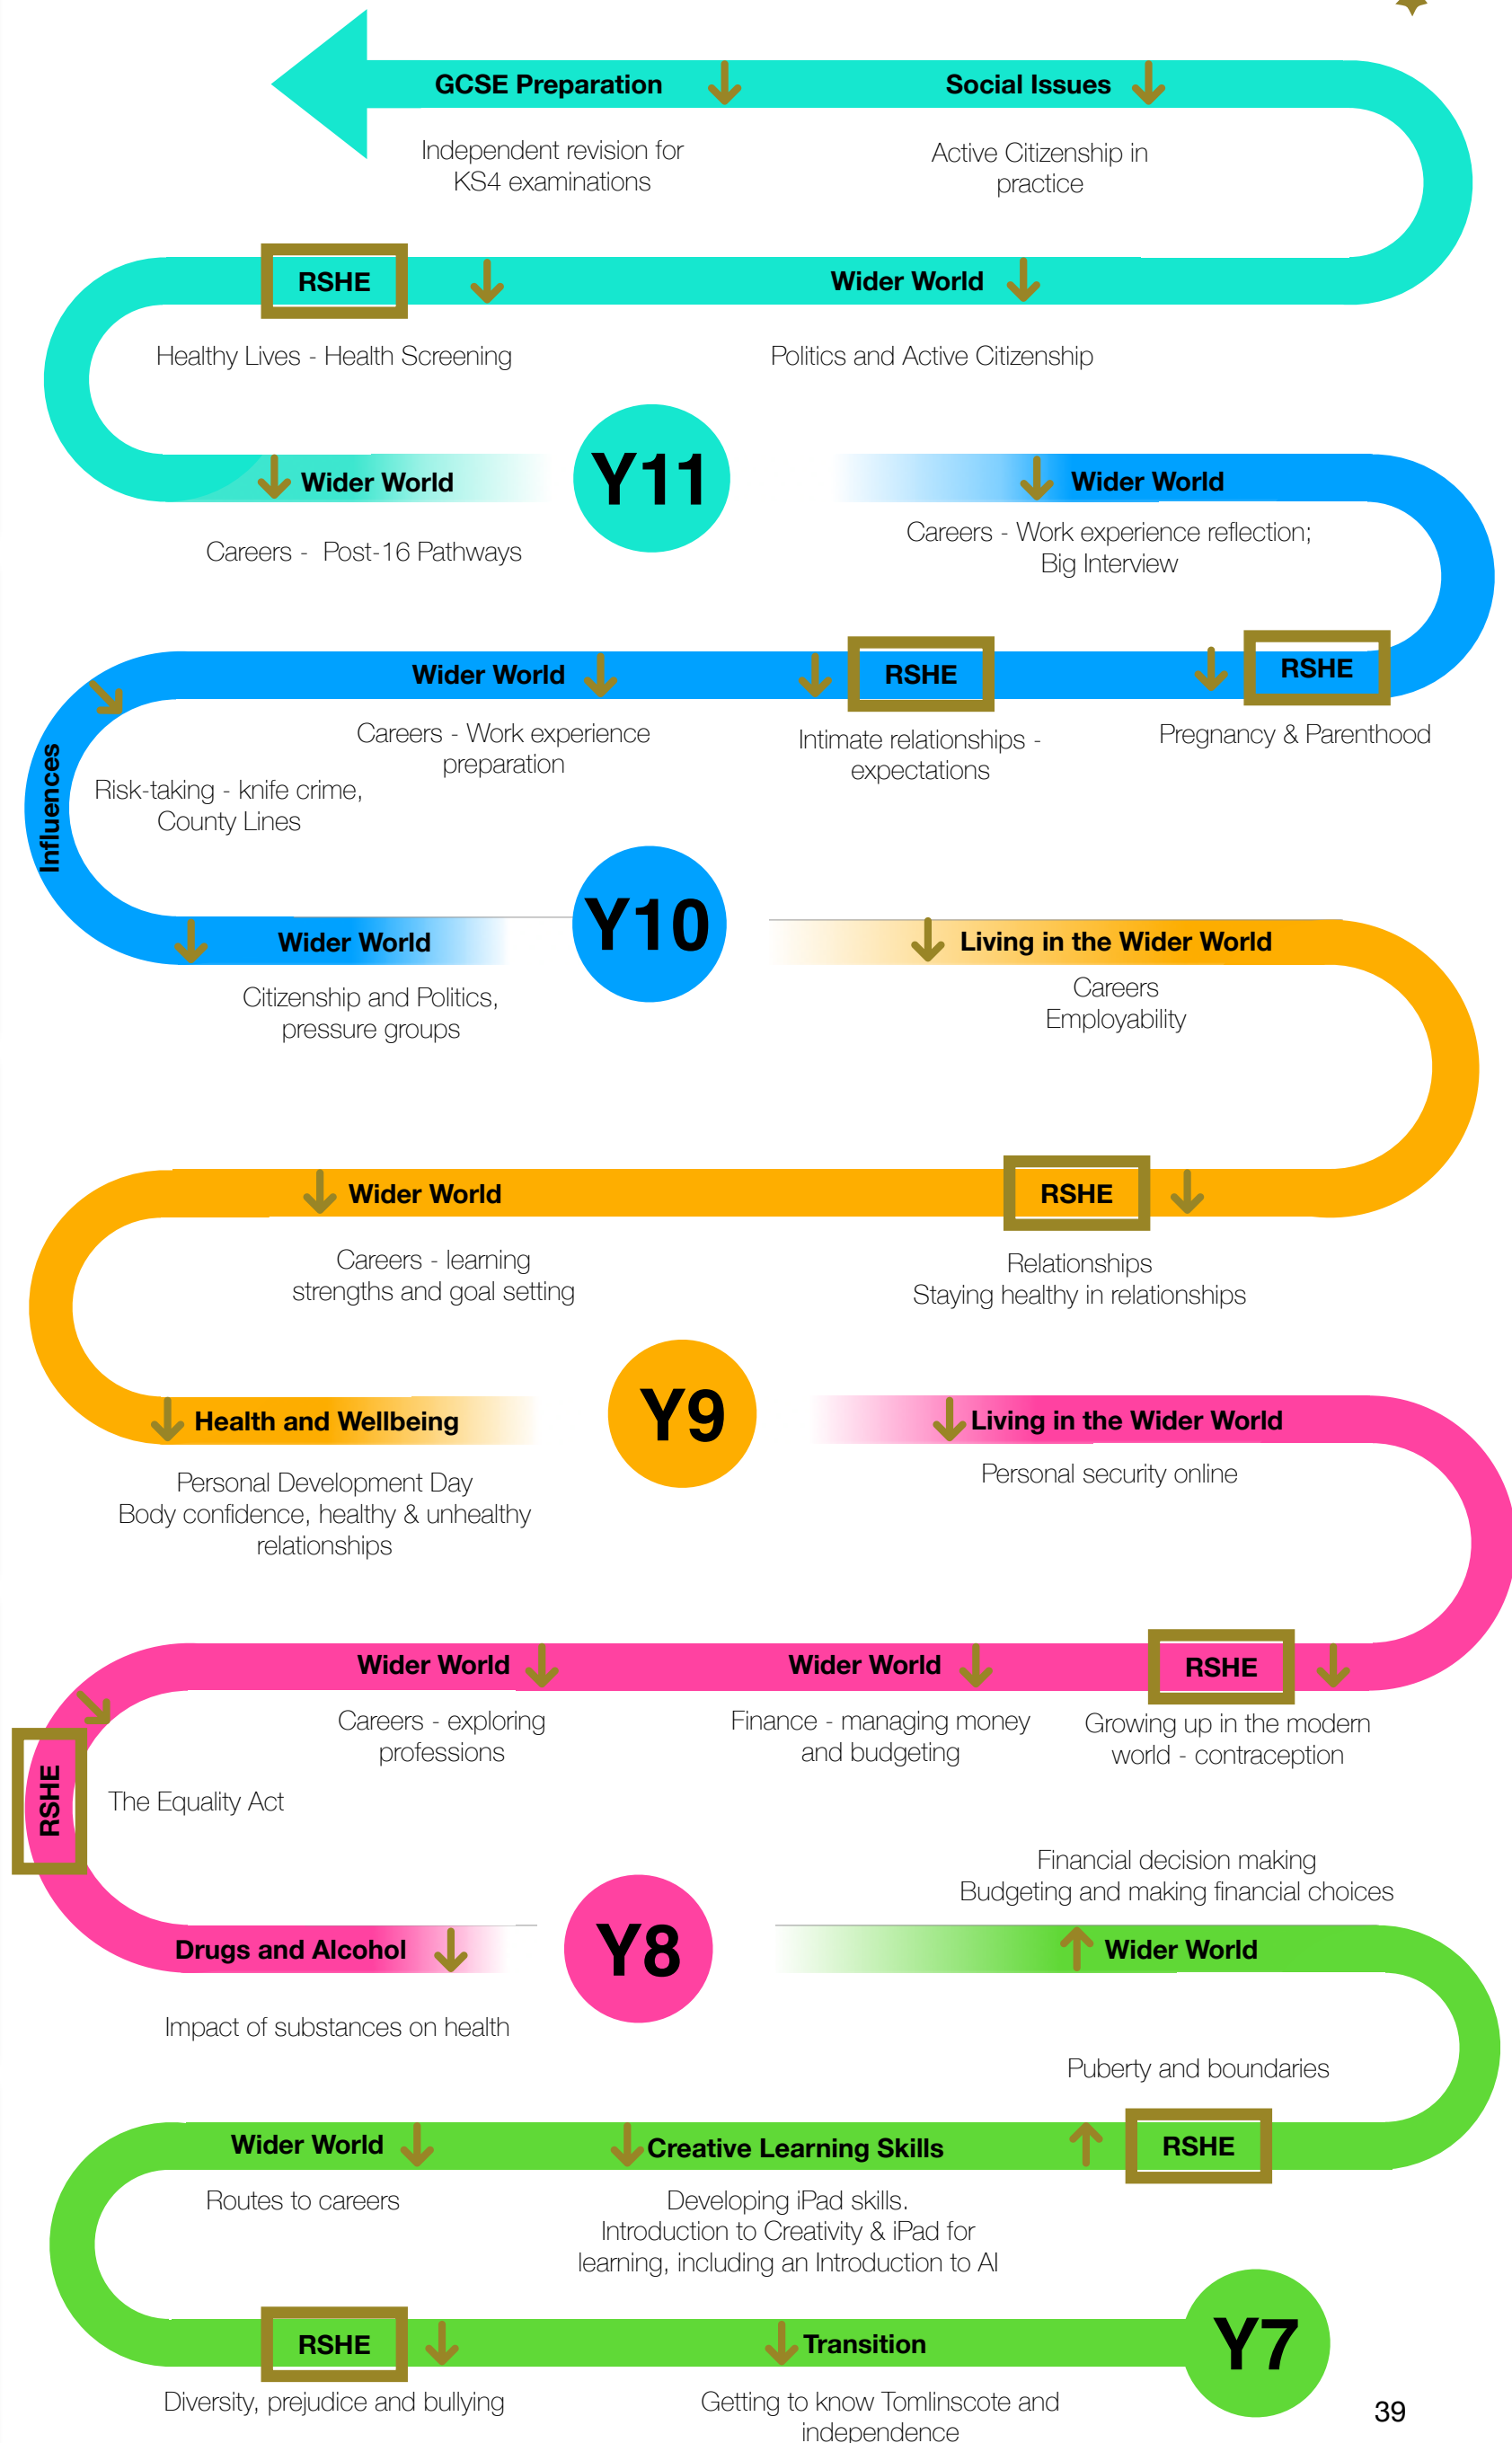 GCSE Preparation
Social Issues
Independent revision for
KS4 examinations
Active Citizenship in
practice
RSHE
Wider World
Healthy Lives - Health Screening
Politics and Active Citizenship
Wider World
Y11
Wider World
Careers - Post-16 Pathways
Careers - Work experience reflection;
Big Interview
Wider World
RSHE
RSHE
Careers - Work experience
preparation
Intimate relationships -
expectations
Pregnancy & Parenthood
Influences
Risk-taking - knife crime,
County Lines
Wider World
Y10
Living in the Wider World
Citizenship and Politics,
pressure groups
Careers
Employability
Wider World
RSHE
Careers - learning
strengths and goal setting
Relationships
Staying healthy in relationships
Health and Wellbeing
Y9
Living in the Wider World
Personal Development Day
Body confidence, healthy & unhealthy
relationships
Personal security online
Wider World
Wider World
RSHE
Careers - exploring
professions
Finance - managing money
and budgeting
Growing up in the modern
world - contraception
RSHE
The Equality Act
Financial decision making
Budgeting and making financial choices
Drugs and Alcohol
Y8
Wider World
Impact of substances on health
Puberty and boundaries
Wider World
Creative Learning Skills
RSHE
Routes to careers
Developing iPad skills.
Introduction to Creativity & iPad for
learning, including an Introduction to AI
RSHE
Transition
Y7
Diversity, prejudice and bullying
Getting to know Tomlinscote and
independence
39